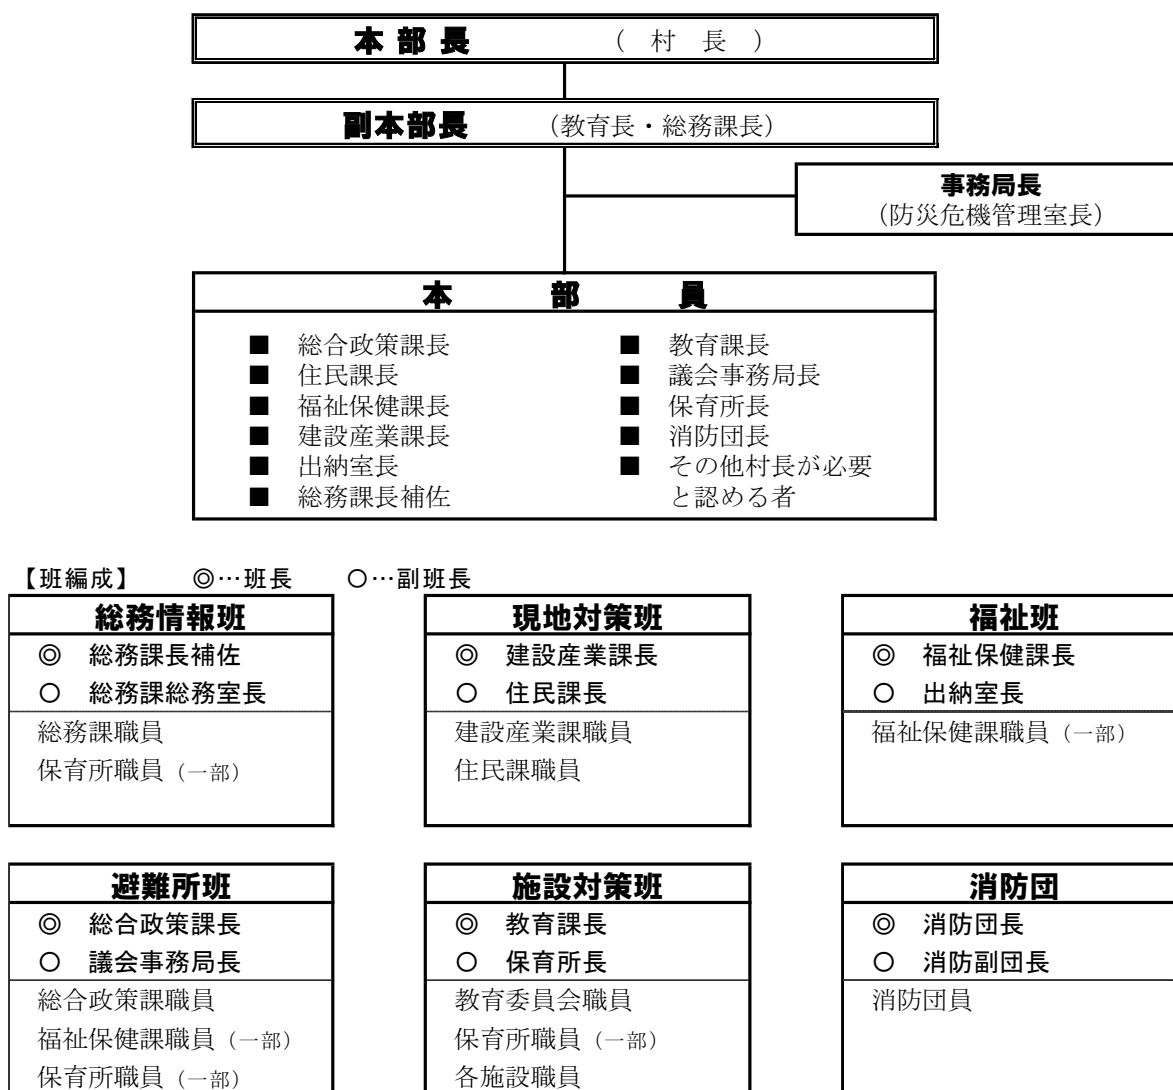 本部長 （ 村 長 ）
副本部長 （教育長・総務課長）
事務局長
（防災危機管理室長）
本 部 員
■ 総合政策課長
■ 住民課長
■ 福祉保健課長
■ 建設産業課長
■ 出納室長
■ 総務課長補佐
■ 教育課長
■ 議会事務局長
■ 保育所長
■ 消防団長
■ その他村長が必要
と認める者
【班編成】 ◎…班長 〇…副班長
総務情報班
◎ 総務課長補佐
〇 総務課総務室長
総務課職員
保育所職員（一部）
現地対策班
◎ 建設産業課長
〇 住民課長
建設産業課職員
住民課職員
福祉班
◎ 福祉保健課長
〇 出納室長
福祉保健課職員（一部）
避難所班
◎ 総合政策課長
〇 議会事務局長
総合政策課職員
福祉保健課職員（一部）
保育所職員（一部）
施設対策班
◎ 教育課長
〇 保育所長
教育委員会職員
保育所職員（一部）
各施設職員
消防団
◎ 消防団長
〇 消防副団長
消防団員